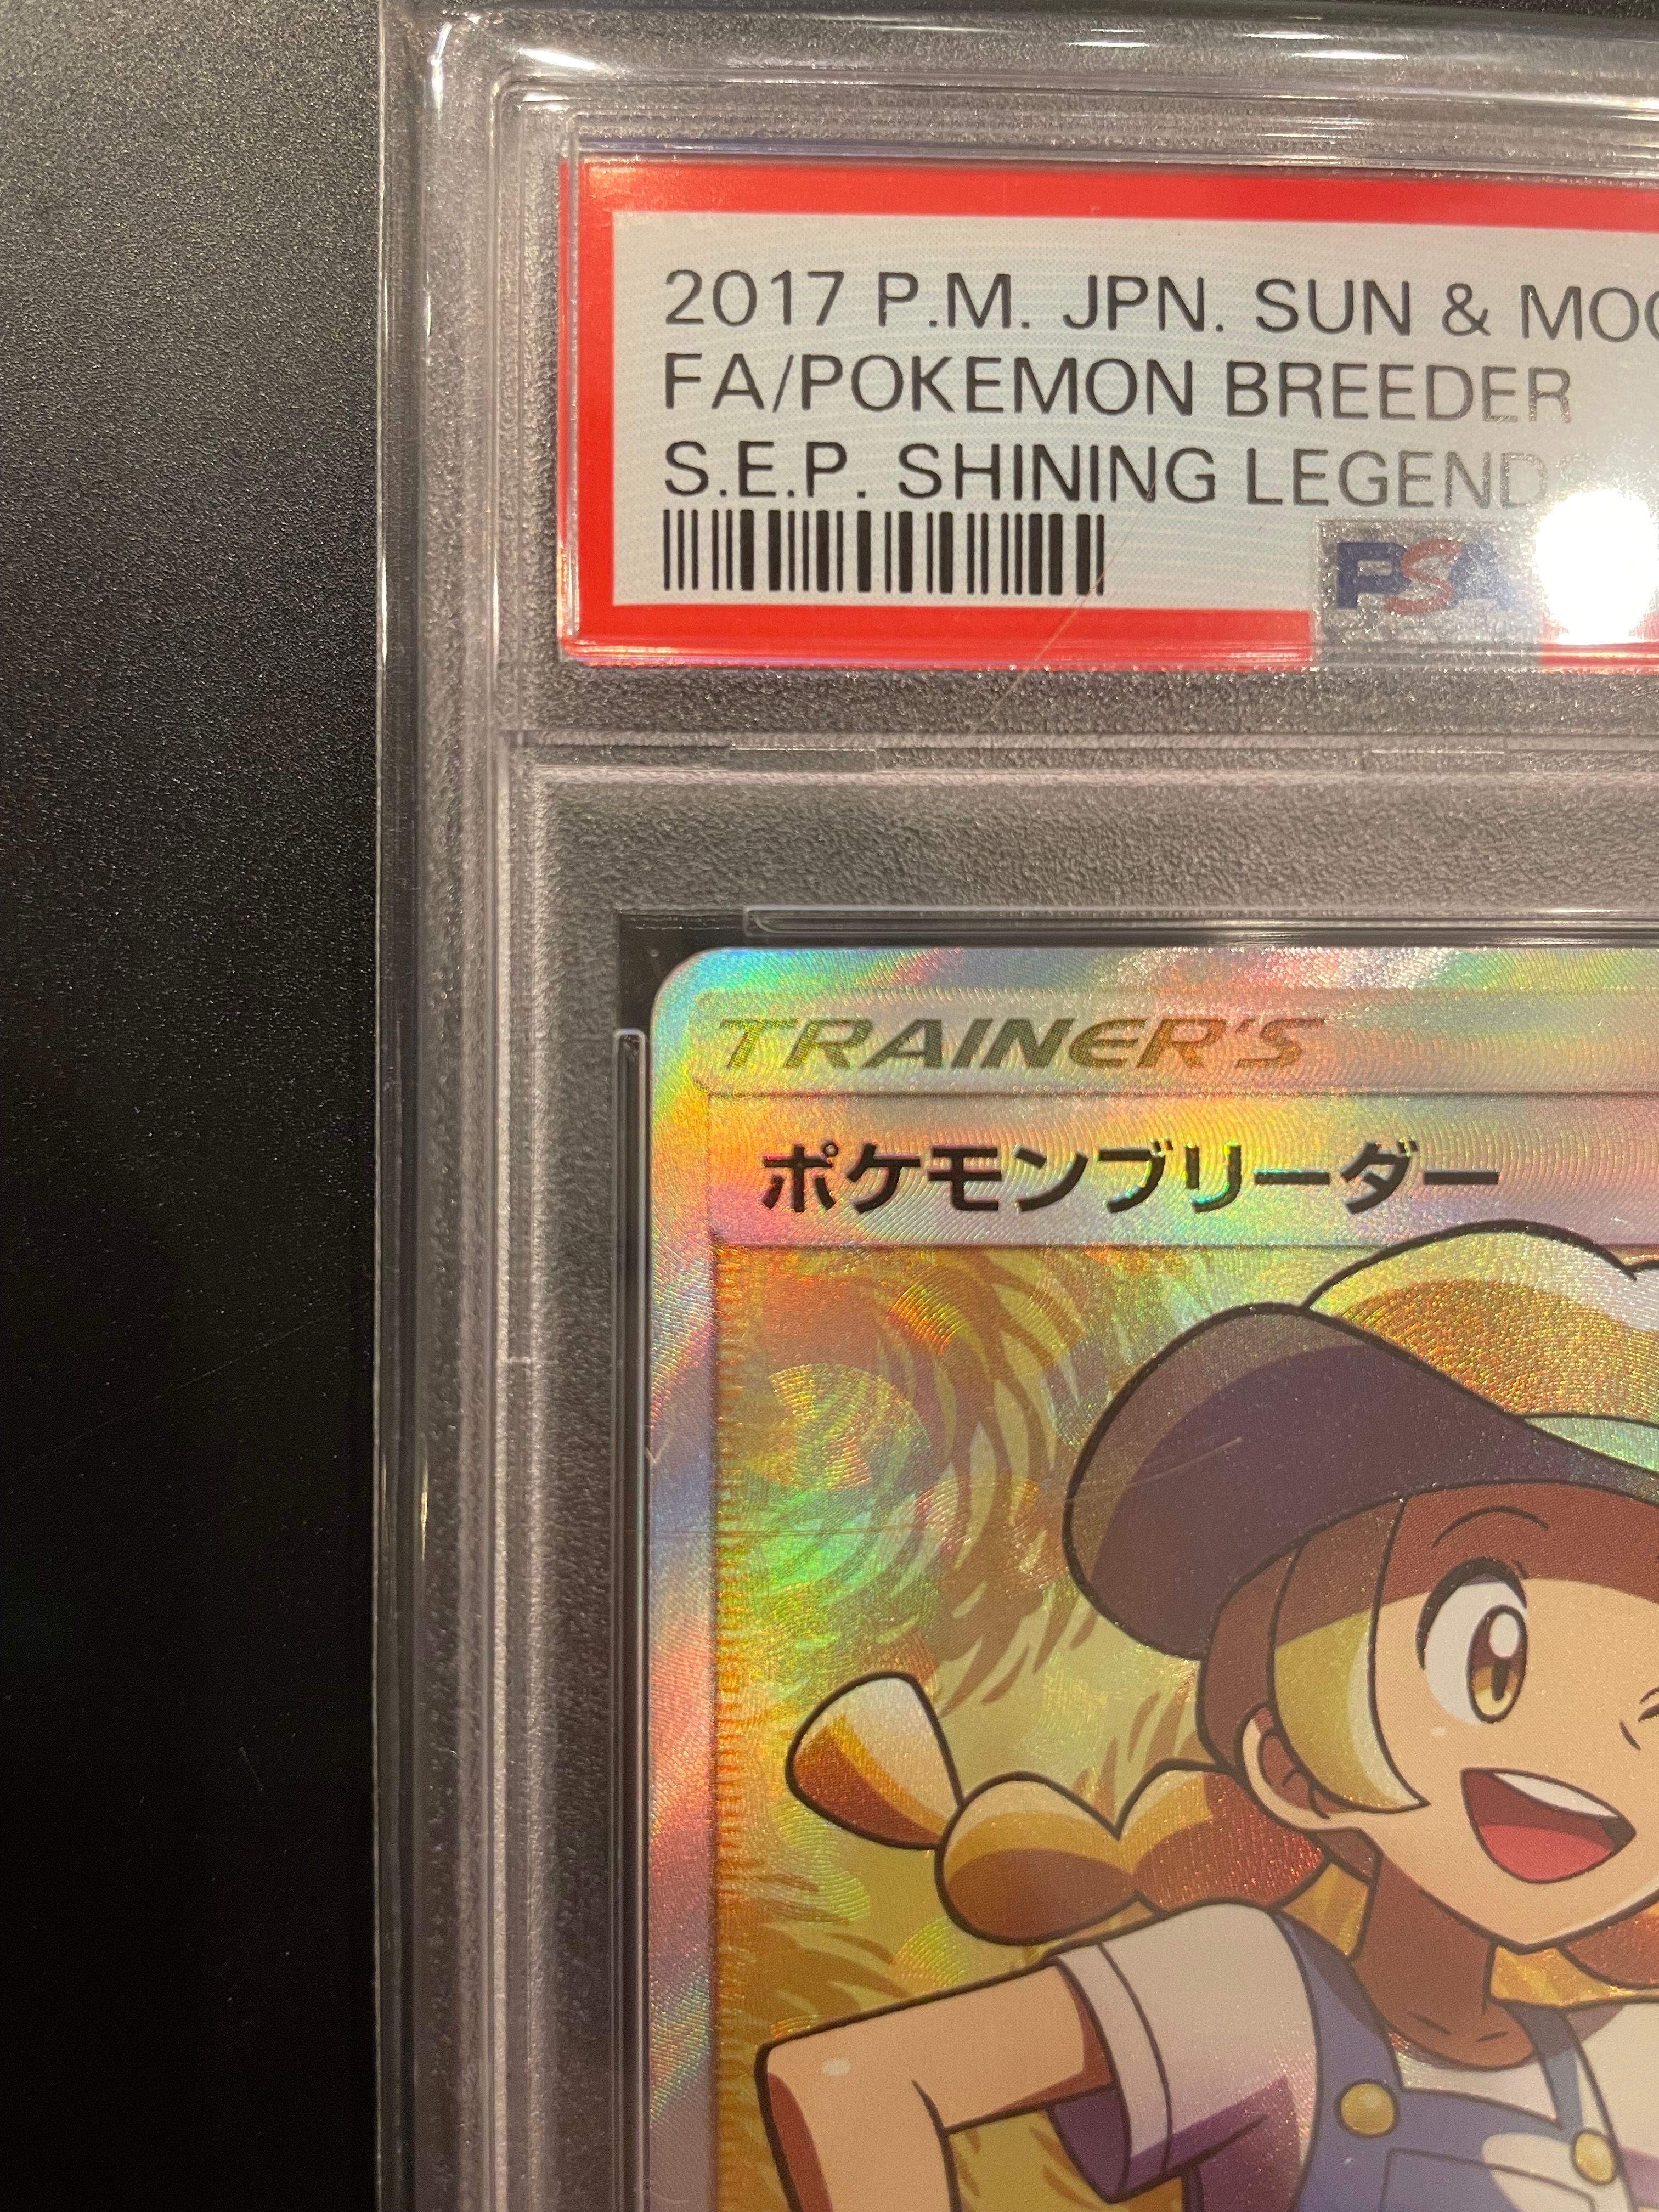 2017 P.M. JPN. SUN & MOO
FA/POKEMON BREEDER
S.E.P. SHINING LEGENDS
PSA
TRAINER'S
ポケモンブリーダー